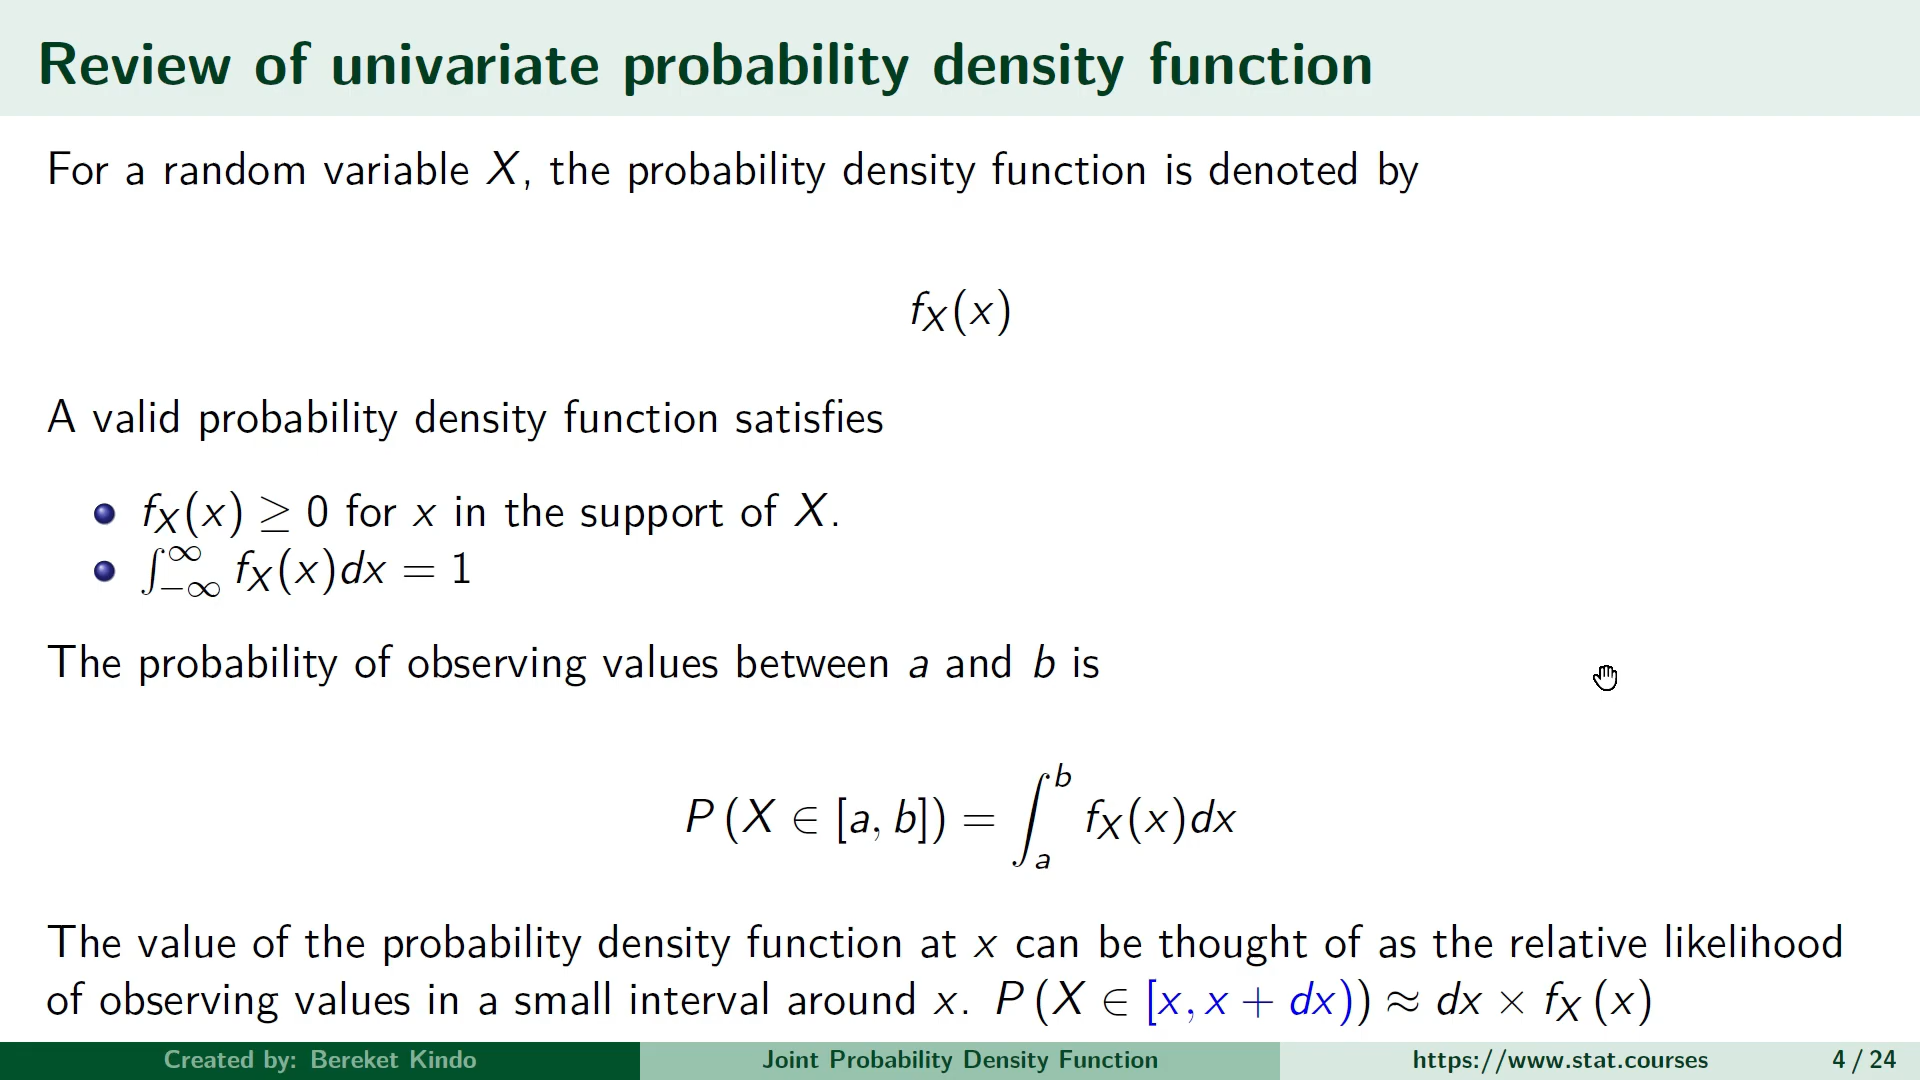 Review of univariate probability density function
For a random variable X, the probability density function is denoted by
f_X(x)
A valid probability density function satisfies
f_X(x) ≥ 0 for x in the support of X.
∫_{-∞}^{∞} f_X(x)dx = 1
The probability of observing values between a and b is
P (X ∈ [a, b]) = ∫_a^b f_X(x)dx
The value of the probability density function at x can be thought of as the relative likelihood
of observing values in a small interval around x. P (X ∈ [x, x + dx)) ≈ dx × f_X (x)
Created by: Bereket Kindo Joint Probability Density Function https://www.stat.courses 4 / 24